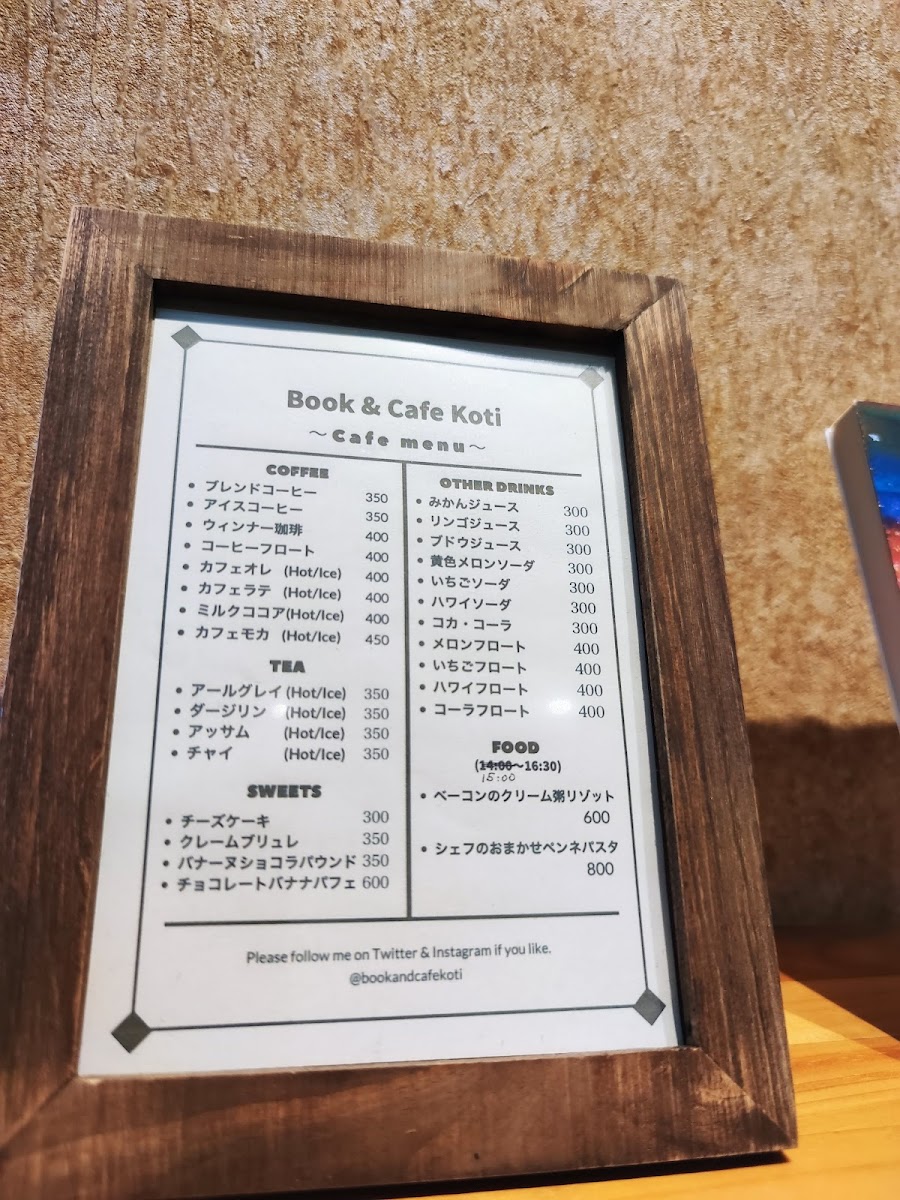 Book & Cafe Koti
～Cafe menu～
COFFEE
• ブレンドコーヒー 350
• アイスコーヒー 350
• ウィンナー珈琲 400
• コーヒーフロート 400
• カフェオレ (Hot/Ice) 400
• カフェラテ (Hot/Ice) 400
• ミルクココア(Hot/Ice) 400
• カフェモカ (Hot/Ice) 450
TEA
• アールグレイ(Hot/Ice) 350
• ダージリン (Hot/Ice) 350
• アッサム (Hot/Ice) 350
• チャイ (Hot/Ice) 350
SWEETS
• チーズケーキ 300
• クレームブリュレ 350
• バナーヌショコラパウンド 350
• チョコレートバナナパフェ 600
OTHER DRINKS
• みかんジュース 300
• リンゴジュース 300
• ブドウジュース 300
• 黄色メロンソーダ 300
• いちごソーダ 300
• ハワイソーダ 300
• コカ・コーラ 300
• メロンフロート 400
• いちごフロート 400
• ハワイフロート 400
• コーラフロート 400
FOOD
(14:00～16:30)
15:00
• ベーコンのクリーム粥リゾット
600
• シェフのおまかせペンネパスタ
800
Please follow me on Twitter & Instagram if you like.
@bookandcafekoti